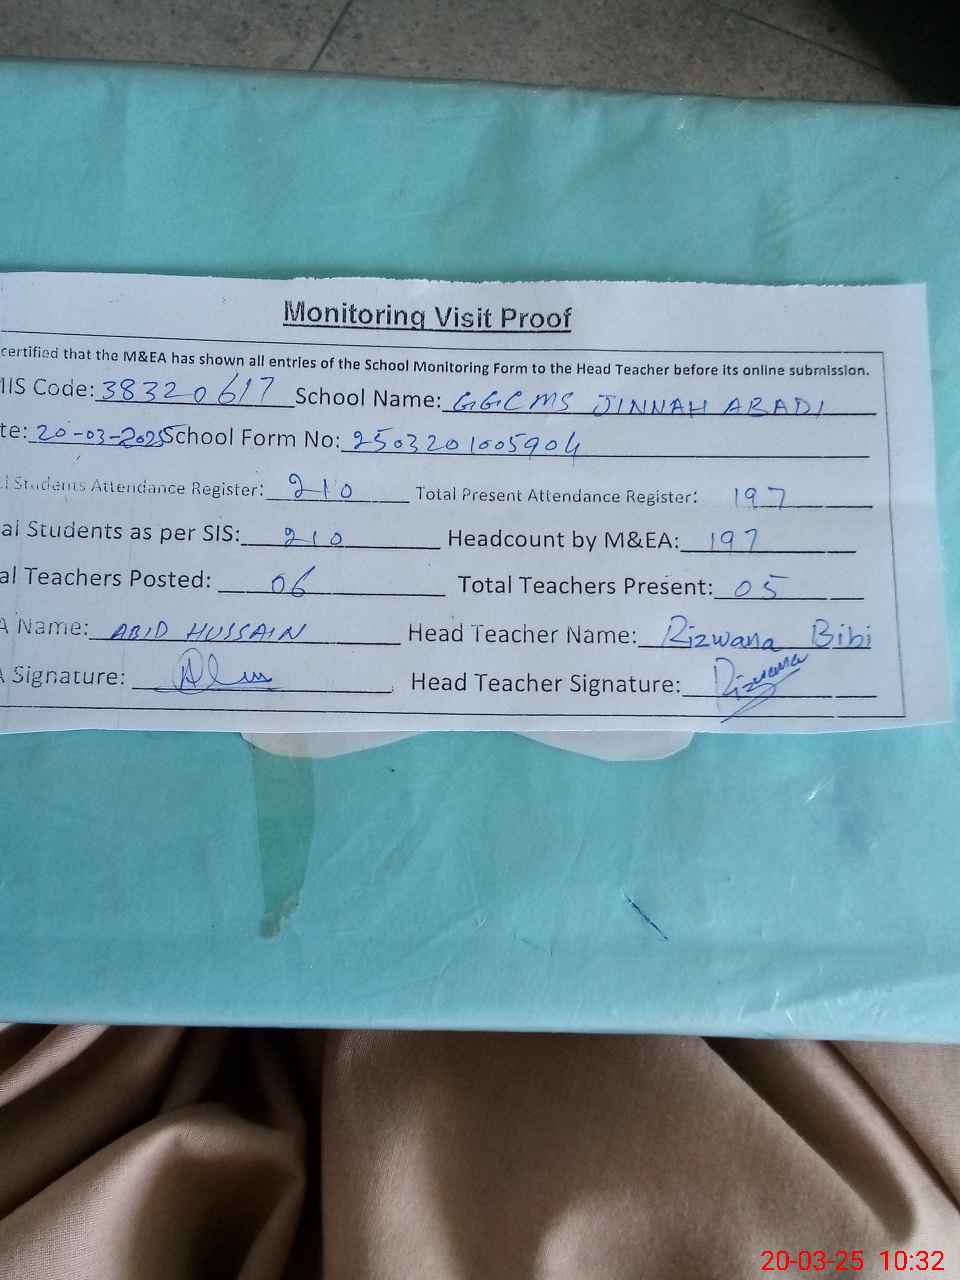 Monitoring Visit Proof
certified that the M&EA has shown all entries of the School Monitoring Form to the Head Teacher before its online submission.
MIS Code: 38320617 School Name: GGCMS JINNAH ABADI
te: 20-03-2025 School Form No: 2503201005904
l Students Attendance Register: 210 Total Present Attendance Register: 197
al Students as per SIS: 210 Headcount by M&EA: 197
al Teachers Posted: 06 Total Teachers Present: 05
A Name: ABID HUSSAIN Head Teacher Name: Rizwana Bibi
A Signature: Head Teacher Signature: Rizwana
20-03-25 10:32